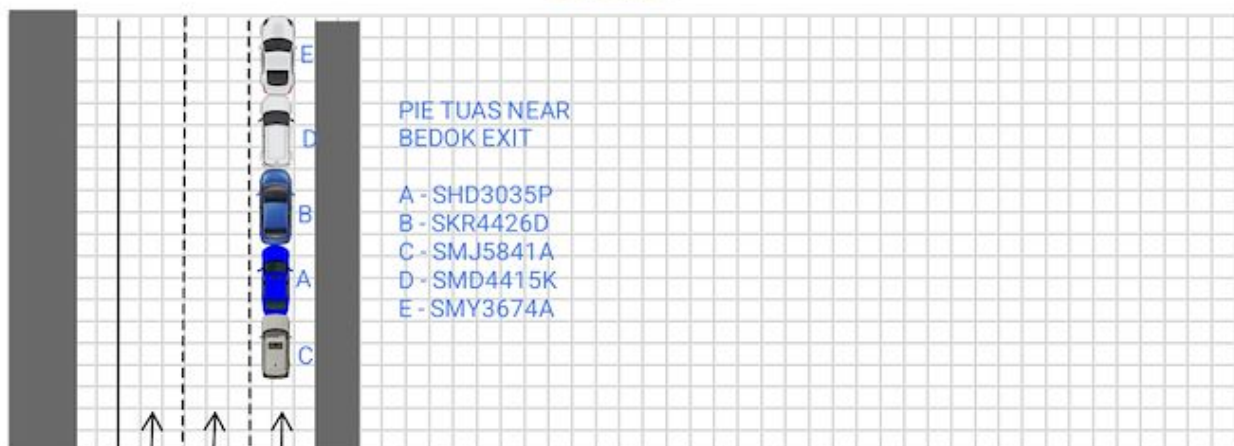 E
D
B
A
C
PIE TUAS NEAR
BEDOK EXIT
A - SHD3035P
B - SKR4426D
C - SMJ5841A
D - SMD4415K
E - SMY3674A